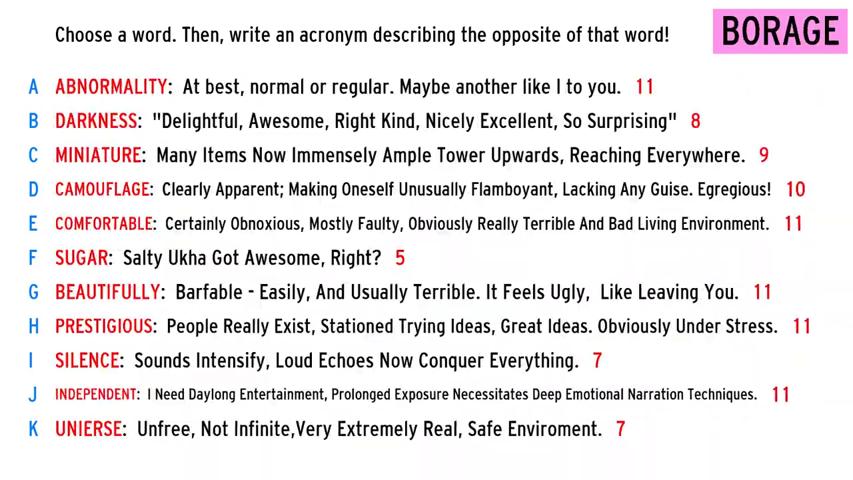 Choose a word. Then, write an acronym describing the opposite of that word!
BORAGE
A ABNORMALITY: At best, normal or regular. Maybe another like I to you. 11
B DARKNESS: "Delightful, Awesome, Right Kind, Nicely Excellent, So Surprising" 8
C MINIATURE: Many Items Now Immensely Ample Tower Upwards, Reaching Everywhere. 9
D CAMOUFLAGE: Clearly Apparent; Making Oneself Unusually Flamboyant, Lacking Any Guise. Egregious! 10
E COMFORTABLE: Certainly Obnoxious, Mostly Faulty, Obviously Really Terrible And Bad Living Environment. 11
F SUGAR: Salty Ukha Got Awesome, Right? 5
G BEAUTIFULLY: Barfable - Easily, And Usually Terrible. It Feels Ugly, Like Leaving You. 11
H PRESTIGIOUS: People Really Exist, Stationed Trying Ideas, Great Ideas. Obviously Under Stress. 11
I SILENCE: Sounds Intensify, Loud Echoes Now Conquer Everything. 7
J INDEPENDENT: I Need Daylong Entertainment, Prolonged Exposure Necessitates Deep Emotional Narration Techniques. 11
K UNIERSE: Unfree, Not Infinite,Very Extremely Real, Safe Enviroment. 7